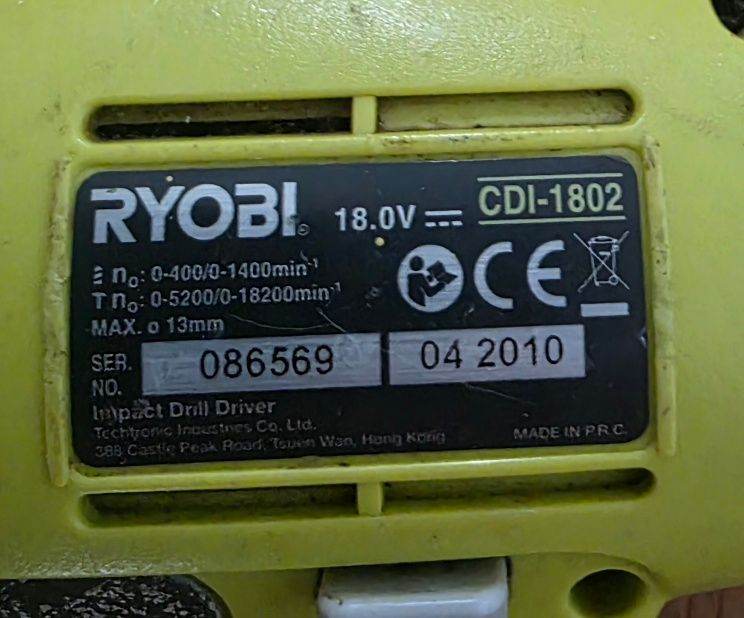 RYOBI®
18.0V ⎓ CDI-1802
n₀: 0-400/0-1400min⁻¹
T n₀: 0-5200/0-18200min⁻¹
CE
MAX. ø 13mm
SER. NO. 086569 04 2010
Impact Drill Driver
Techtronic Industries Co. Ltd.
388 Castle Peak Road, Tsuen Wan, Hong Kong
MADE IN P.R.C.